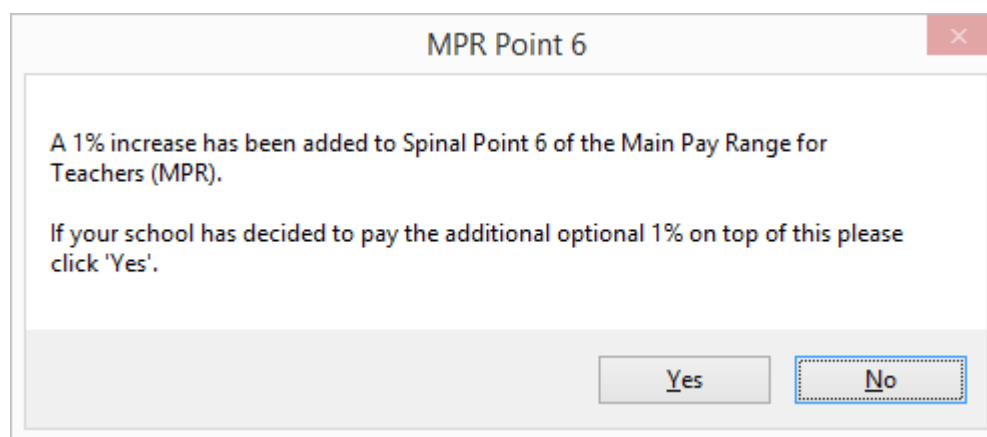 MPR Point 6
A 1% increase has been added to Spinal Point 6 of the Main Pay Range for
Teachers (MPR).
If your school has decided to pay the additional optional 1% on top of this please
click 'Yes'.
Yes
No